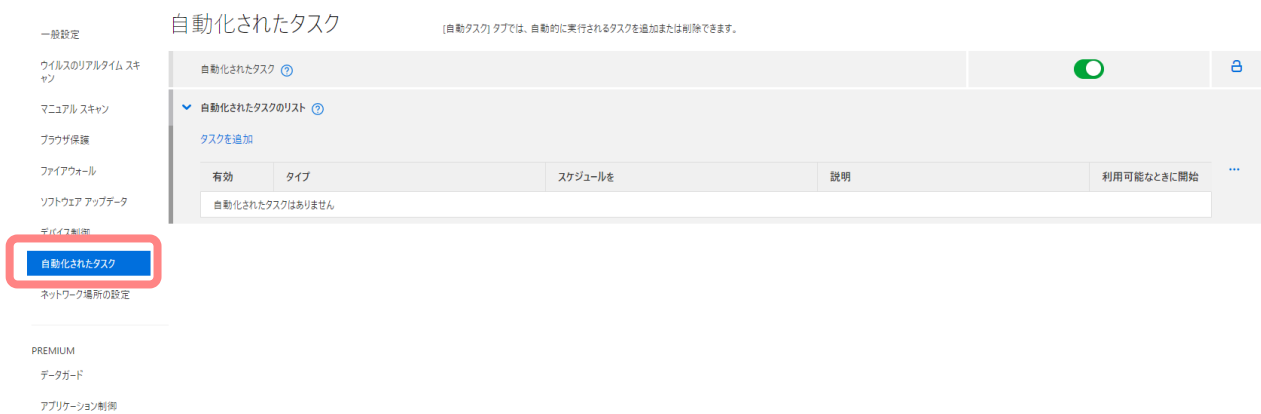 自動化されたタスク
[自動タスク] タブでは、自動的に実行されるタスクを追加または削除できます。
一般設定
ウイルスのリアルタイム スキ
ャン
マニュアル スキャン
ブラウザ保護
ファイアウォール
ソフトウェア アップデータ
デバイス制御
自動化されたタスク
ネットワーク場所の設定
PREMIUM
データガード
アプリケーション制御
自動化されたタスク ?
自動化されたタスクのリスト ?
タスクを追加
有効 タイプ スケジュールを 説明 利用可能なときに開始
自動化されたタスクはありません